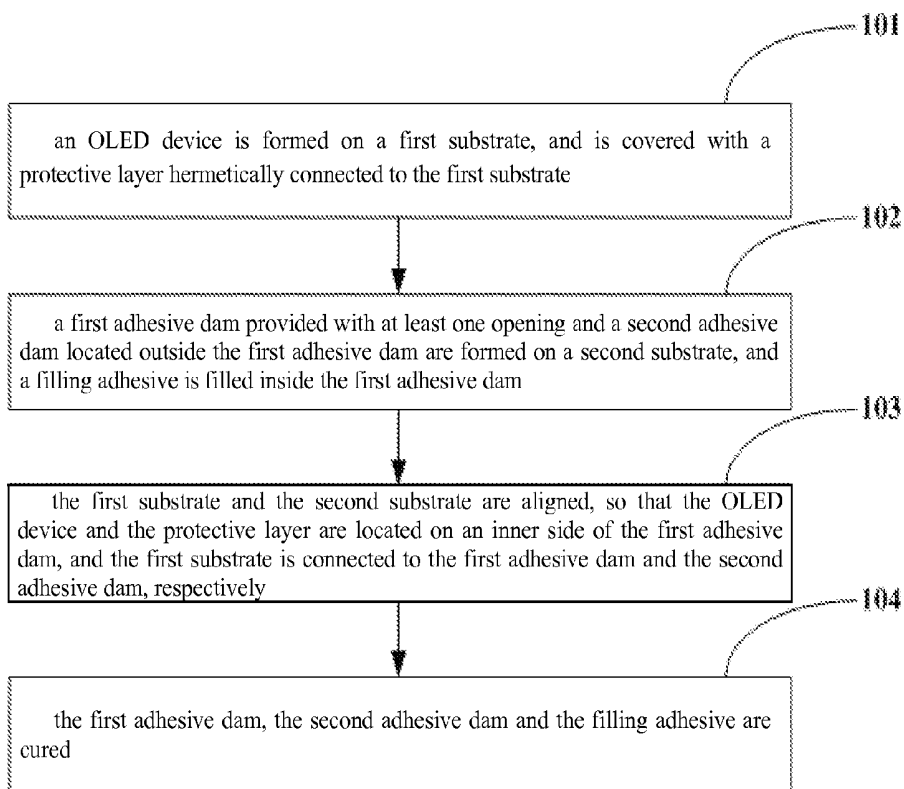 101
an OLED device is formed on a first substrate, and is covered with a
protective layer hermetically connected to the first substrate
102
a first adhesive dam provided with at least one opening and a second adhesive
dam located outside the first adhesive dam are formed on a second substrate, and
a filling adhesive is filled inside the first adhesive dam
103
the first substrate and the second substrate are aligned, so that the OLED
device and the protective layer are located on an inner side of the first adhesive
dam, and the first substrate is connected to the first adhesive dam and the second
adhesive dam, respectively
104
the first adhesive dam, the second adhesive dam and the filling adhesive are
cured